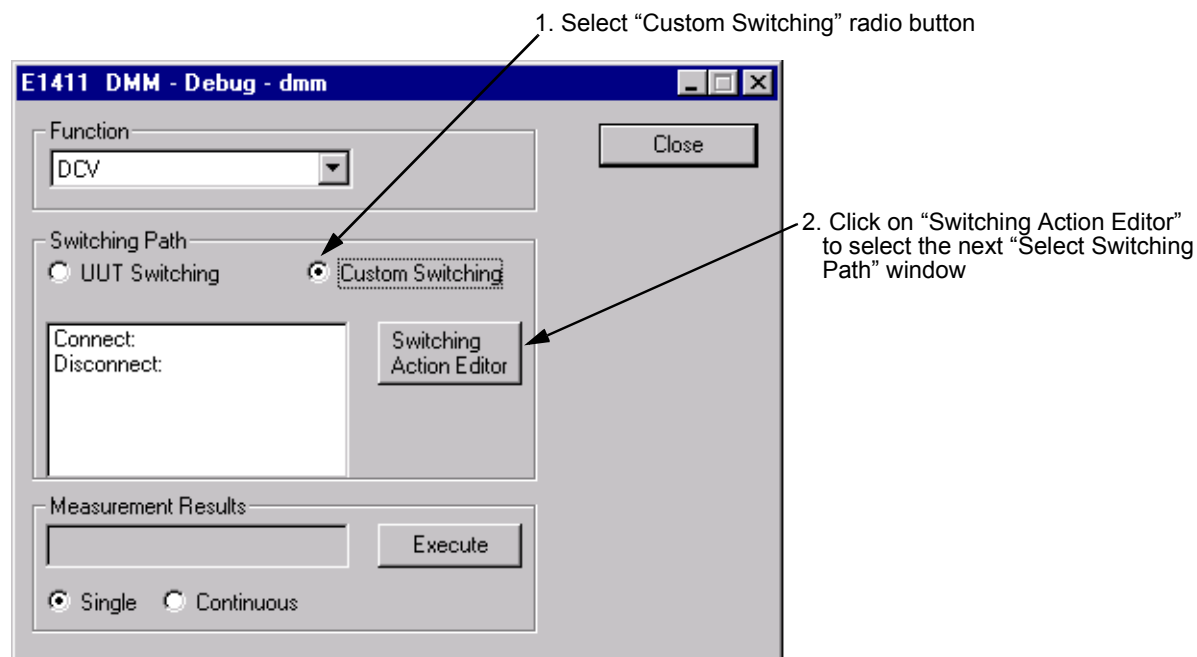 1. Select “Custom Switching” radio button
E1411 DMM - Debug - dmm
Function
DCV
Close
2. Click on “Switching Action Editor”
to select the next “Select Switching
Path” window
Switching Path
UUT Switching
Custom Switching
Connect:
Disconnect:
Switching
Action Editor
Measurement Results
Execute
Single
Continuous